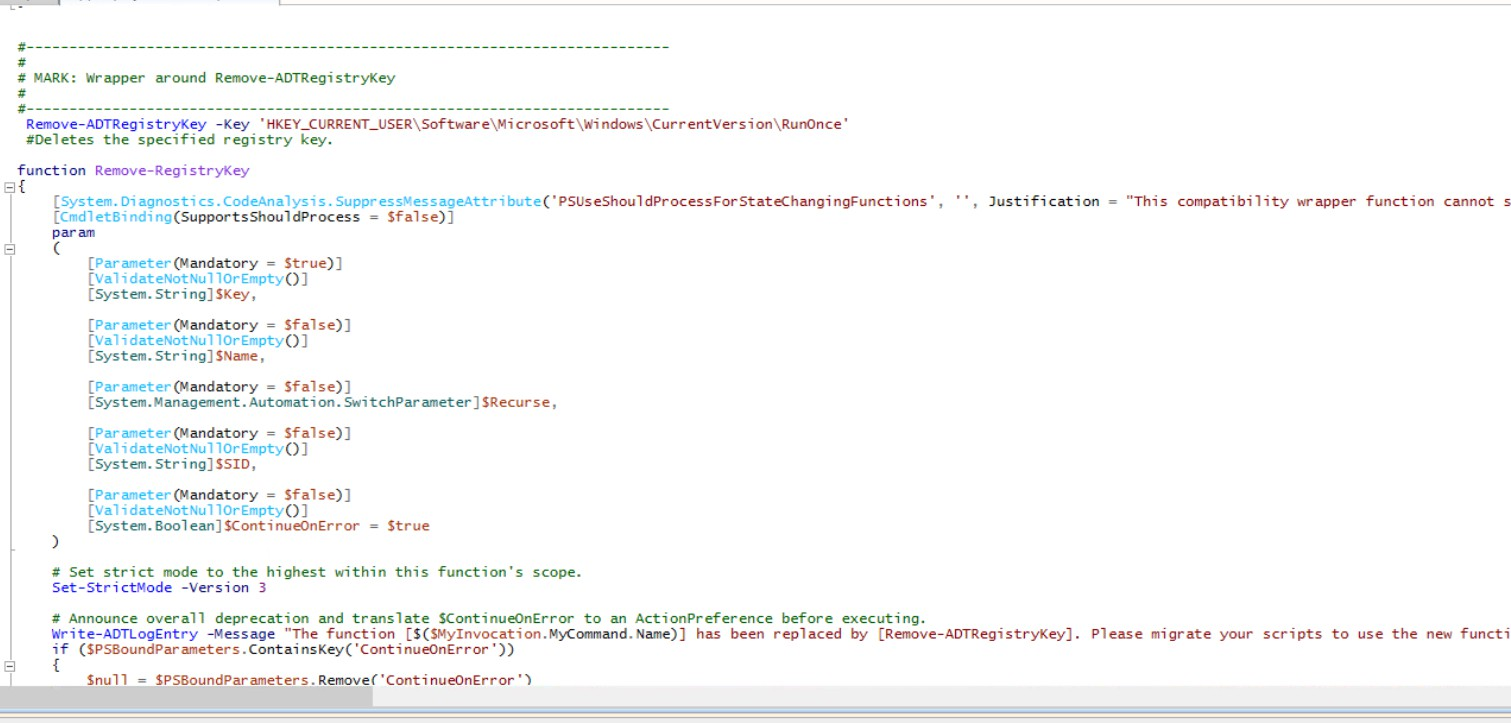 #---------------------------------------------------------------------------
#
# MARK: Wrapper around Remove-ADTRegistryKey
#
#---------------------------------------------------------------------------
Remove-ADTRegistryKey -Key 'HKEY_CURRENT_USER\Software\Microsoft\Windows\CurrentVersion\RunOnce'
#Deletes the specified registry key.
function Remove-RegistryKey
{
[System.Diagnostics.CodeAnalysis.SuppressMessageAttribute('PSUseShouldProcessForStateChangingFunctions', '', Justification = "This compatibility wrapper function cannot s
[CmdletBinding(SupportsShouldProcess = $false)]
param
(
[Parameter(Mandatory = $true)]
[ValidateNotNullOrEmpty()]
[System.String]$Key,
[Parameter(Mandatory = $false)]
[ValidateNotNullOrEmpty()]
[System.String]$Name,
[Parameter(Mandatory = $false)]
[System.Management.Automation.SwitchParameter]$Recurse,
[Parameter(Mandatory = $false)]
[ValidateNotNullOrEmpty()]
[System.String]$SID,
[Parameter(Mandatory = $false)]
[ValidateNotNullOrEmpty()]
[System.Boolean]$ContinueOnError = $true
)
# Set strict mode to the highest within this function's scope.
Set-StrictMode -Version 3
# Announce overall deprecation and translate $ContinueOnError to an ActionPreference before executing.
Write-ADTLogEntry -Message "The function [$($MyInvocation.MyCommand.Name)] has been replaced by [Remove-ADTRegistryKey]. Please migrate your scripts to use the new functi
if ($PSBoundParameters.ContainsKey('ContinueOnError'))
{
$null = $PSBoundParameters.Remove('ContinueOnError')